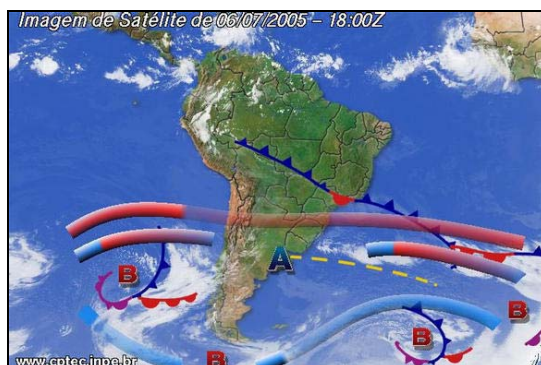 Imagem de Satélite de 06/07/2005 – 18:00Z
B
A
B
B
B
www.cptec.inpe.br